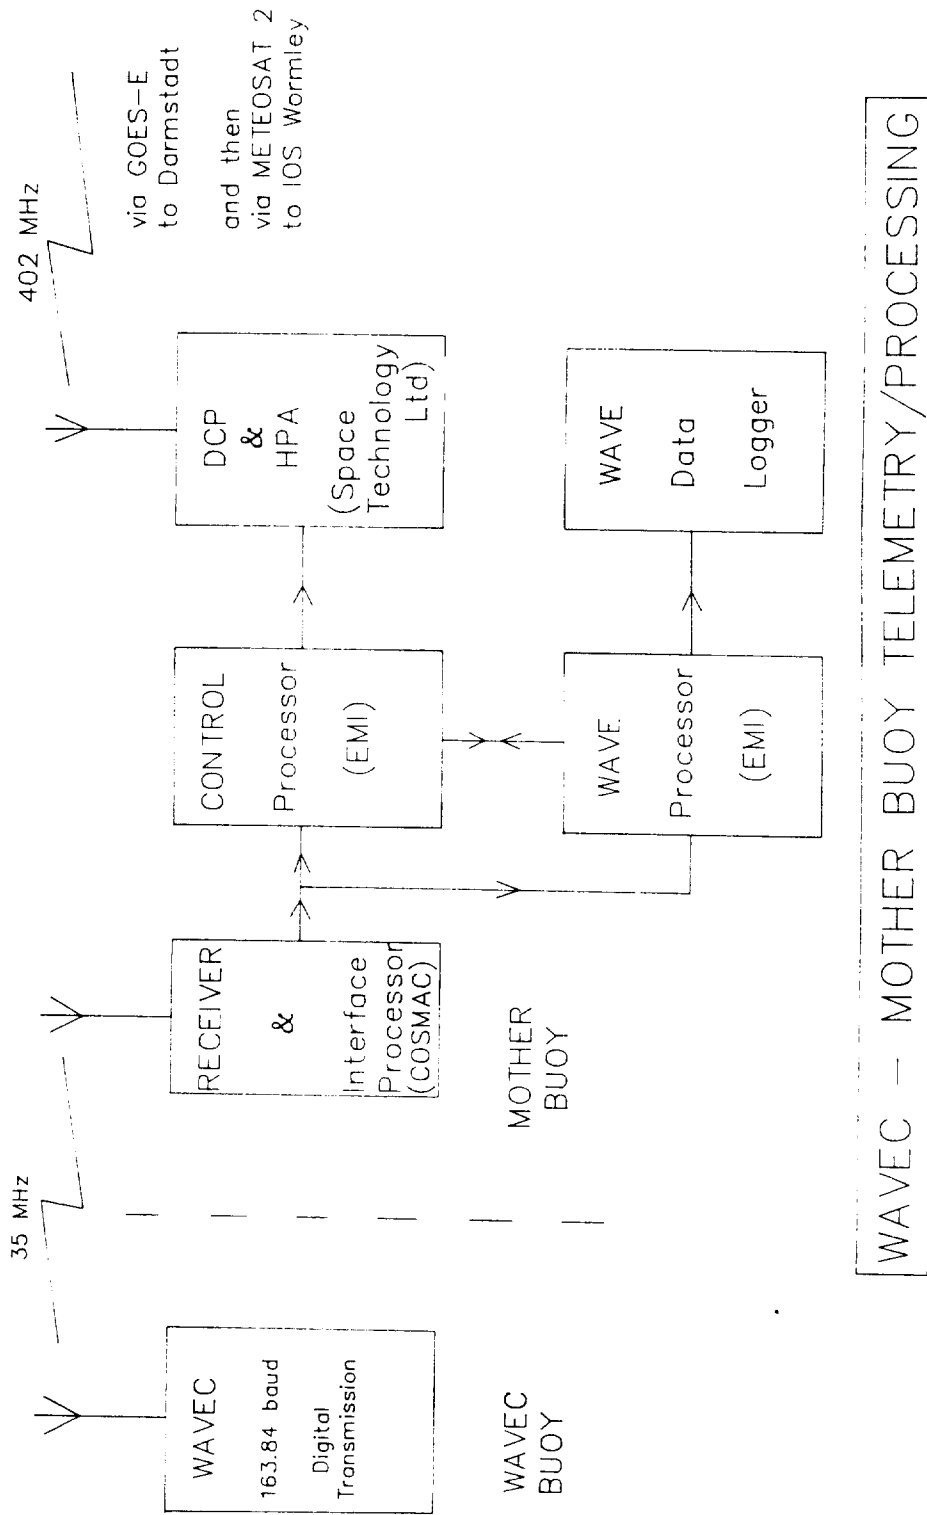 35 MHz
402 MHz
WAVEC
163.84 baud
Digital
Transmission
WAVEC
BUOY
RECEIVER
&
Interface
Processor
(COSMAC)
MOTHER
BUOY
CONTROL
Processor
(EMI)
WAVE
Processor
(EMI)
DCP
&
HPA
(Space
Technology
Ltd)
WAVE
Data
Logger
via GOES-E
to Darmstadt
and then
via METEOSAT 2
to IOS Wormley
WAVEC - MOTHER BUOY TELEMETRY/PROCESSING